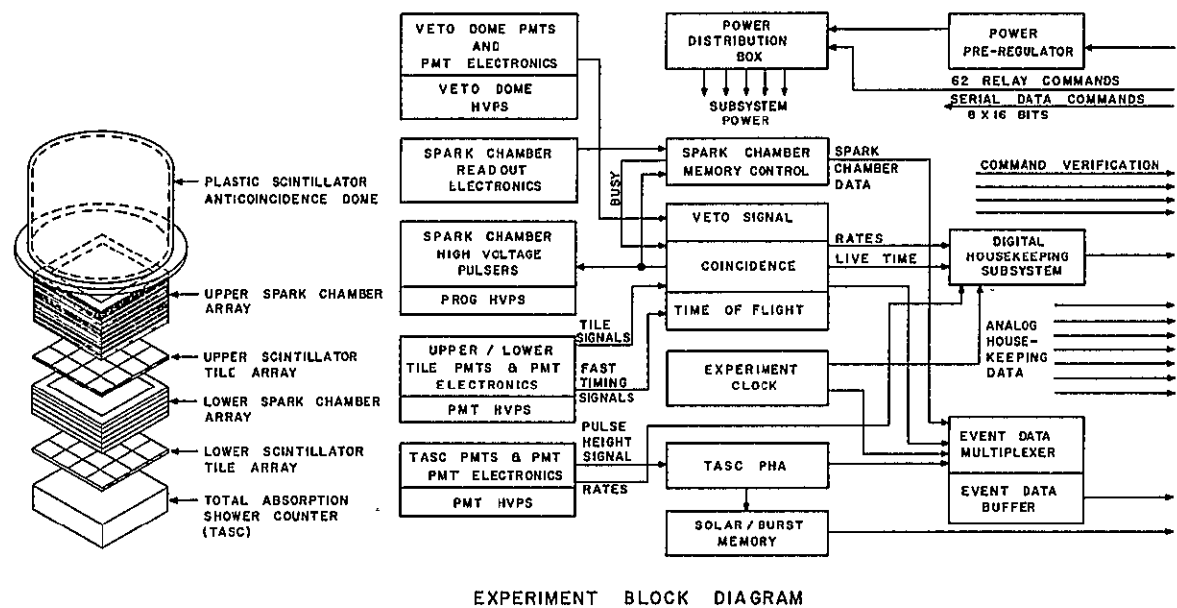 PLASTIC SCINTILLATOR
ANTICOINCIDENCE DOME
UPPER SPARK CHAMBER
ARRAY
UPPER SCINTILLATOR
TILE ARRAY
LOWER SPARK CHAMBER
ARRAY
LOWER SCINTILLATOR
TILE ARRAY
TOTAL ABSORPTION
SHOWER COUNTER
(TASC)
VETO DOME PMTS
AND
PMT ELECTRONICS
VETO DOME
HVPS
SPARK CHAMBER
READOUT
ELECTRONICS
SPARK CHAMBER
HIGH VOLTAGE
PULSERS
PROG HVPS
UPPER / LOWER
TILE PMTS & PMT
ELECTRONICS
PMT HVPS
TASC PMTS & PMT
PMT ELECTRONICS
PMT HVPS
BUSY
TILE
SIGNALS
FAST
TIMING
SIGNALS
PULSE
HEIGHT
SIGNAL
RATES
POWER
DISTRIBUTION
BOX
SUBSYSTEM
POWER
SPARK CHAMBER
MEMORY CONTROL
VETO SIGNAL
COINCIDENCE
TIME OF FLIGHT
EXPERIMENT
CLOCK
TASC PHA
SOLAR / BURST
MEMORY
SPARK
CHAMBER
DATA
RATES
LIVE TIME
POWER
PRE-REGULATOR
62 RELAY COMMANDS
SERIAL DATA COMMANDS
8 X 16 BITS
COMMAND VERIFICATION
DIGITAL
HOUSEKEEPING
SUBSYSTEM
ANALOG
HOUSE-
KEEPING
DATA
EVENT DATA
MULTIPLEXER
EVENT DATA
BUFFER
EXPERIMENT BLOCK DIAGRAM